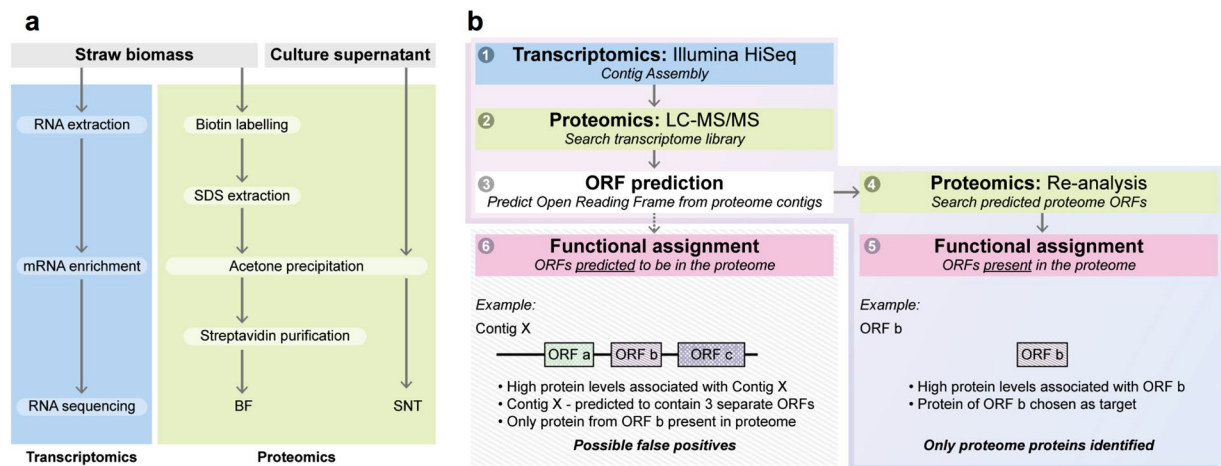 a
Straw biomass
Culture supernatant
RNA extraction
Biotin labelling
SDS extraction
mRNA enrichment
Acetone precipitation
Streptavidin purification
RNA sequencing
BF
SNT
Transcriptomics
Proteomics
b
1
Transcriptomics: Illumina HiSeq
Contig Assembly
2
Proteomics: LC-MS/MS
Search transcriptome library
3
ORF prediction
Predict Open Reading Frame from proteome contigs
4
Proteomics: Re-analysis
Search predicted proteome ORFs
6
Functional assignment
ORFs predicted to be in the proteome
5
Functional assignment
ORFs present in the proteome
Example:
Contig X
ORF a
ORF b
ORF c
• High protein levels associated with Contig X
• Contig X - predicted to contain 3 separate ORFs
• Only protein from ORF b present in proteome
Possible false positives
Example:
ORF b
ORF b
• High protein levels associated with ORF b
• Protein of ORF b chosen as target
Only proteome proteins identified